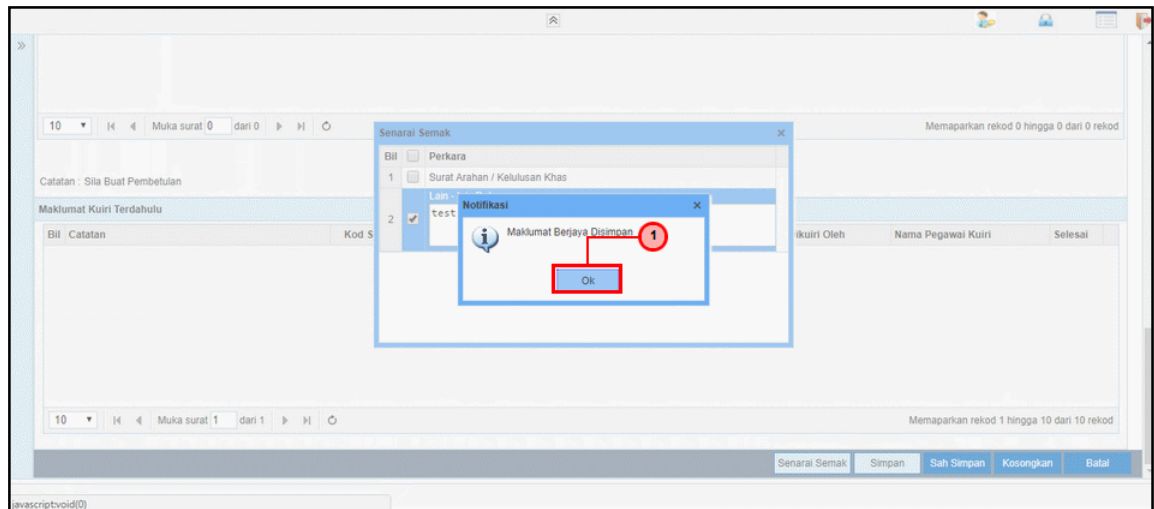 10 Muka surat 0 dari 0 Memaparkan rekod 0 hingga 0 dari 0 rekod
Senarai Semak
Bil Perkara
1 Surat Arahan / Kelulusan Khas
Catatan : Sila Buat Pembetulan
Lain -
2 test
Notifikasi
Maklumat Berjaya Disimpan
1
Ok
Maklumat Kuiri Terdahulu
Bil Catatan Kod S ikuiri Oleh Nama Pegawai Kuiri Selesai
10 Muka surat 1 dari 1 Memaparkan rekod 1 hingga 10 dari 10 rekod
Senarai Semak Simpan Sah Simpan Kosongkan Batal
javascript:void(0)